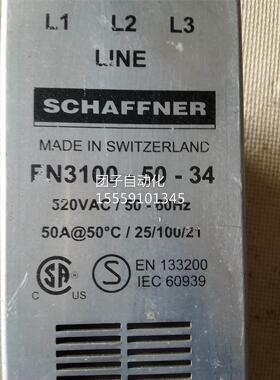 L1 L2 L3
LINE
SCHAFFNER
MADE IN SWITZERLAND
FN3100 - 50 - 34
团子自动化
15559101345
520VAC / 50 - 60Hz
50A@50°C / 25/100/21
C US
S
EN 133200
IEC 60939